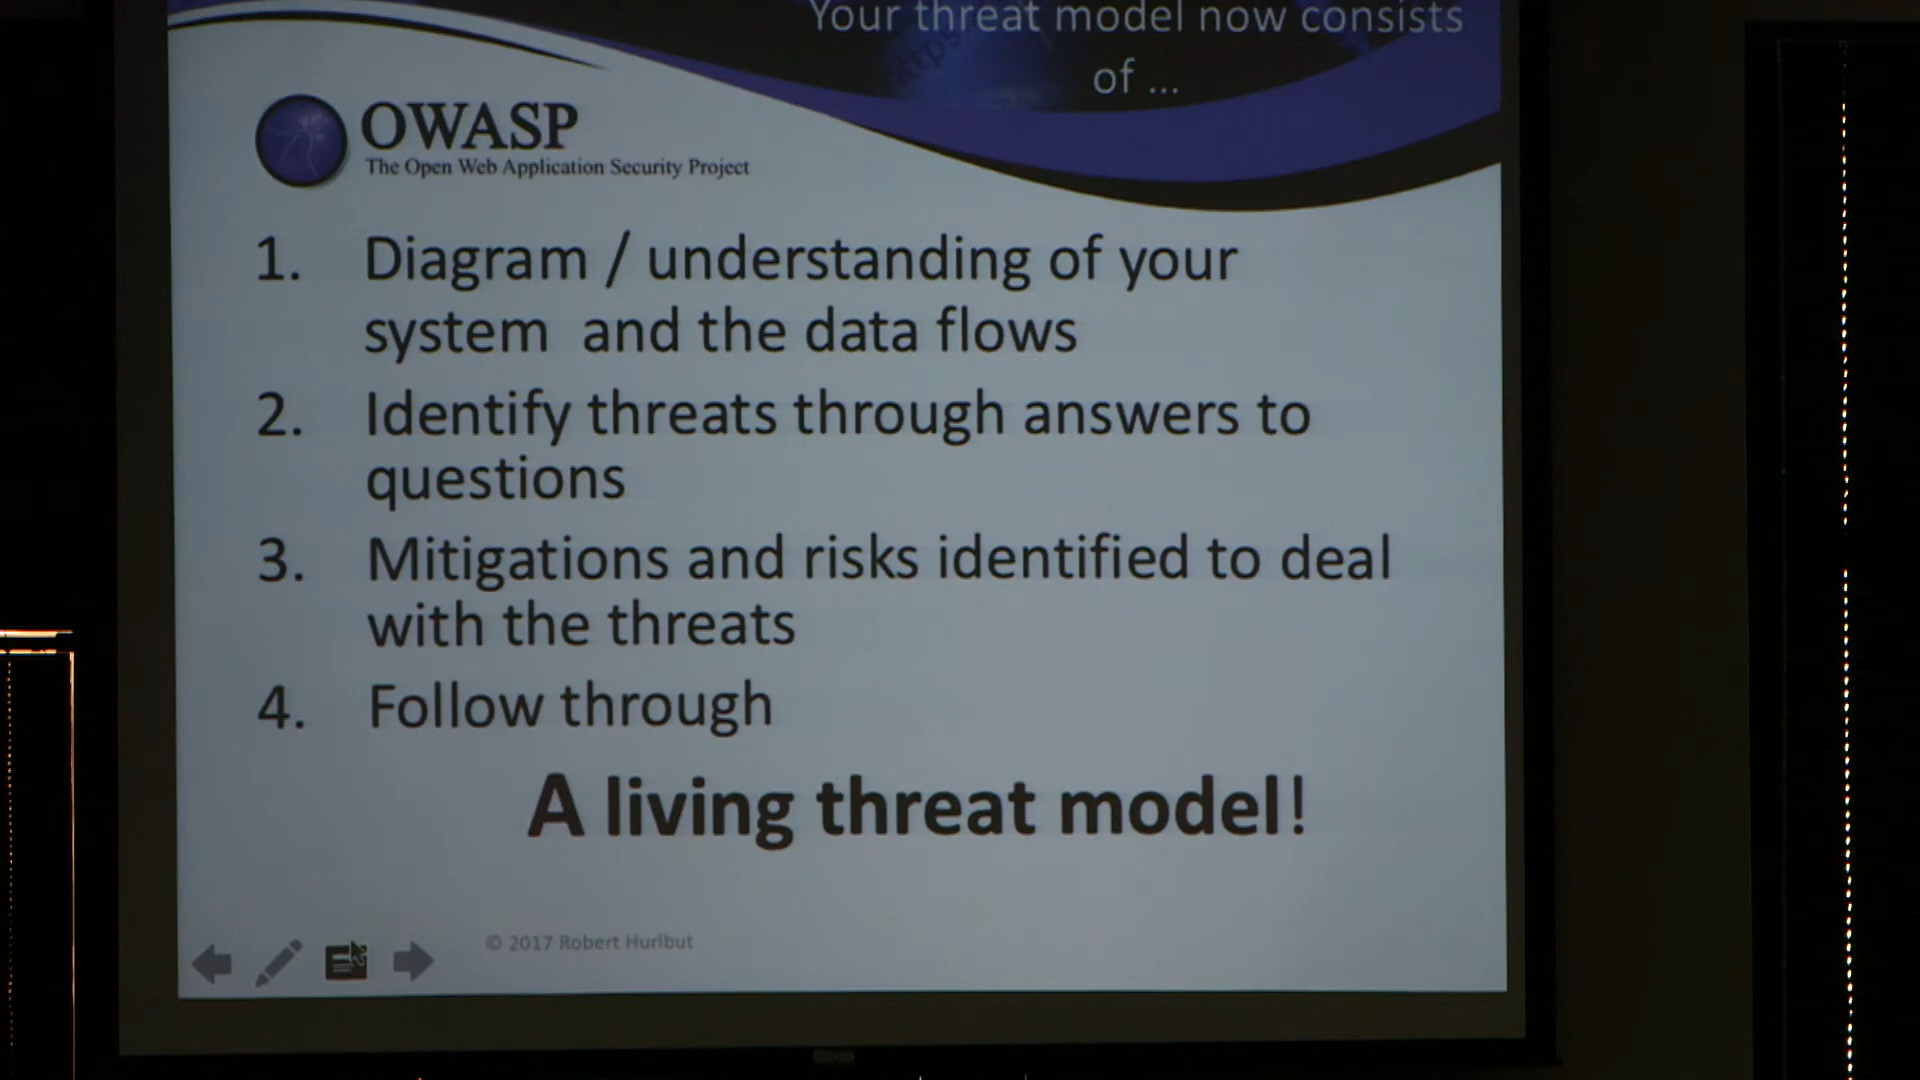 Your threat model now consists
of ...
OWASP
The Open Web Application Security Project
1. Diagram / understanding of your
system and the data flows
2. Identify threats through answers to
questions
3. Mitigations and risks identified to deal
with the threats
4. Follow through
A living threat model!
© 2017 Robert Hurlbut